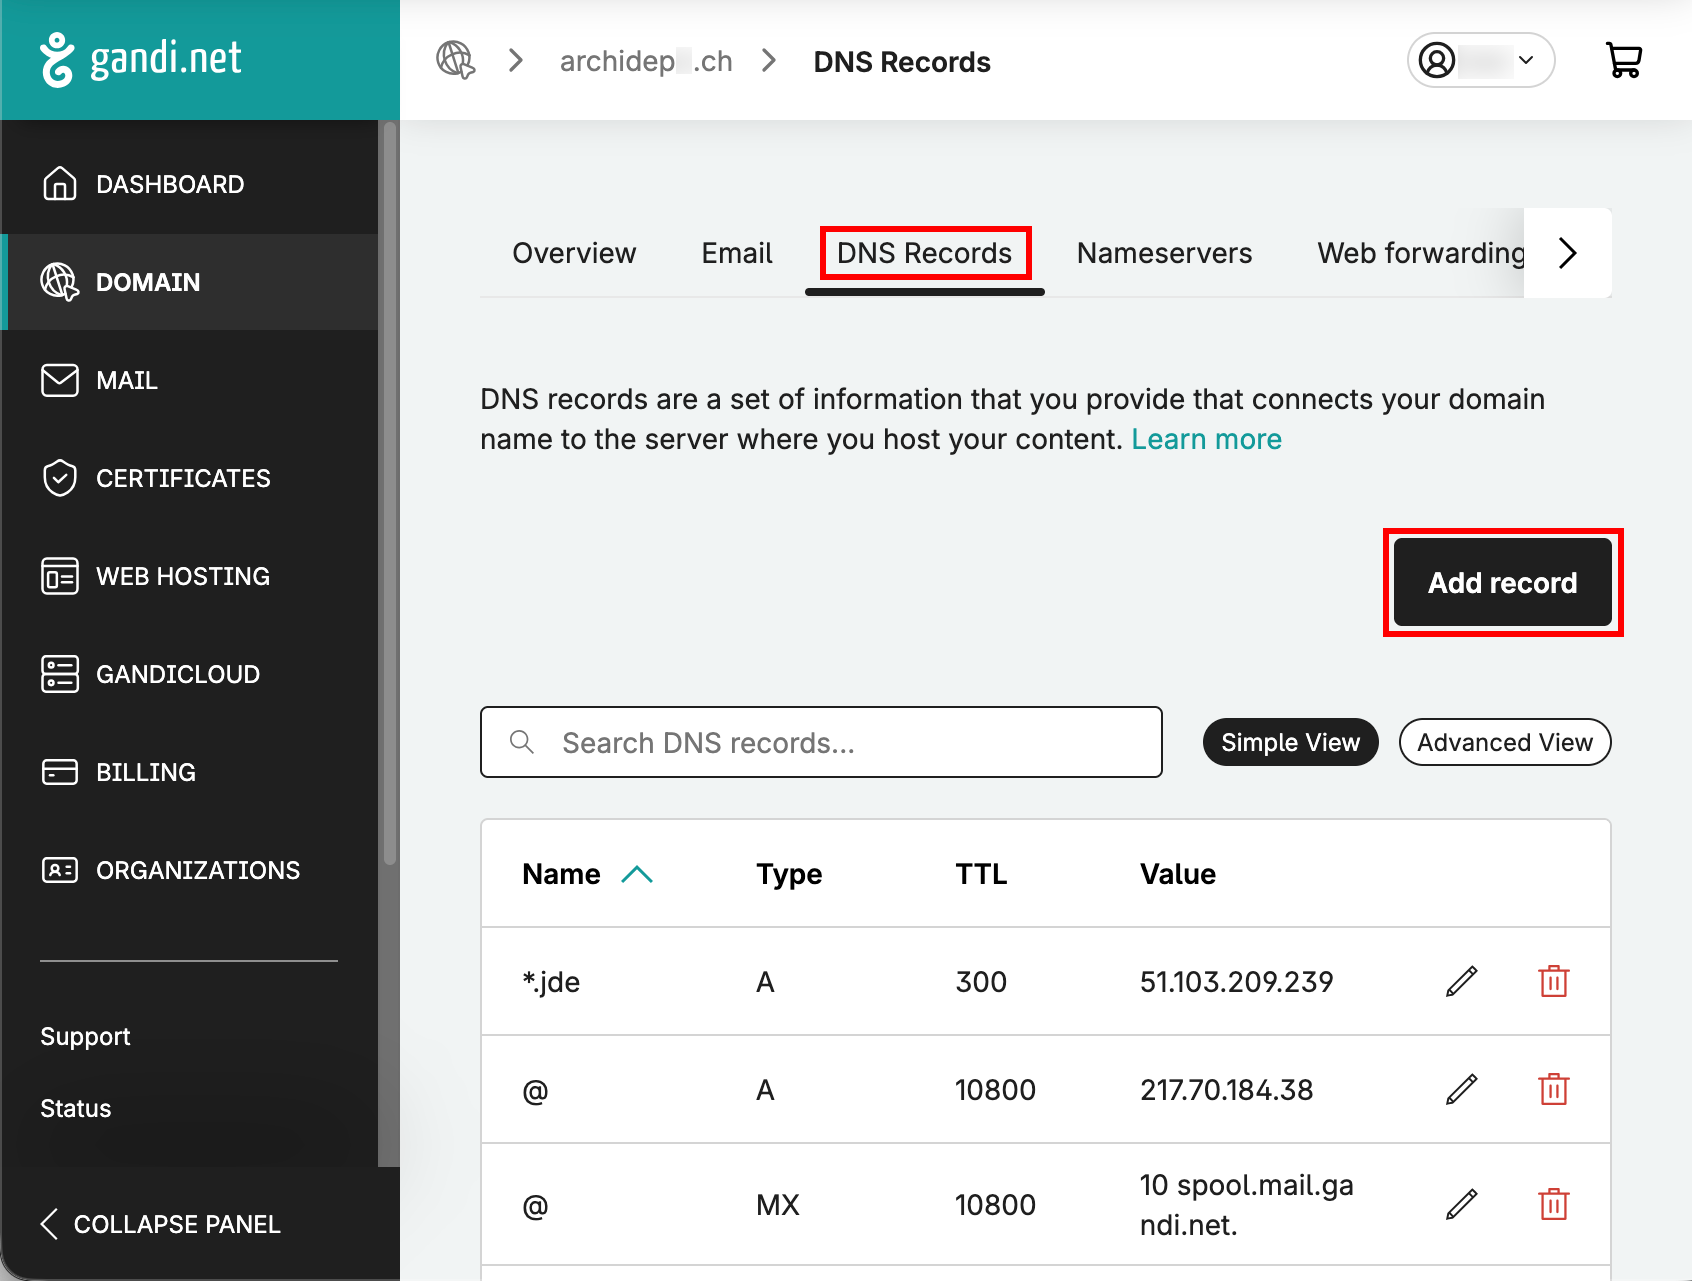 gandi.net
archidep .ch
DNS Records
DASHBOARD
DOMAIN
MAIL
CERTIFICATES
WEB HOSTING
GANDICLOUD
BILLING
ORGANIZATIONS
Support
Status
COLLAPSE PANEL
Overview Email DNS Records Nameservers Web forwarding
DNS records are a set of information that you provide that connects your domain
name to the server where you host your content. Learn more
Add record
Search DNS records...
Simple View Advanced View
Name Type TTL Value
*.jde A 300 51.103.209.239
@ A 10800 217.70.184.38
@ MX 10800 10 spool.mail.ga
ndi.net.